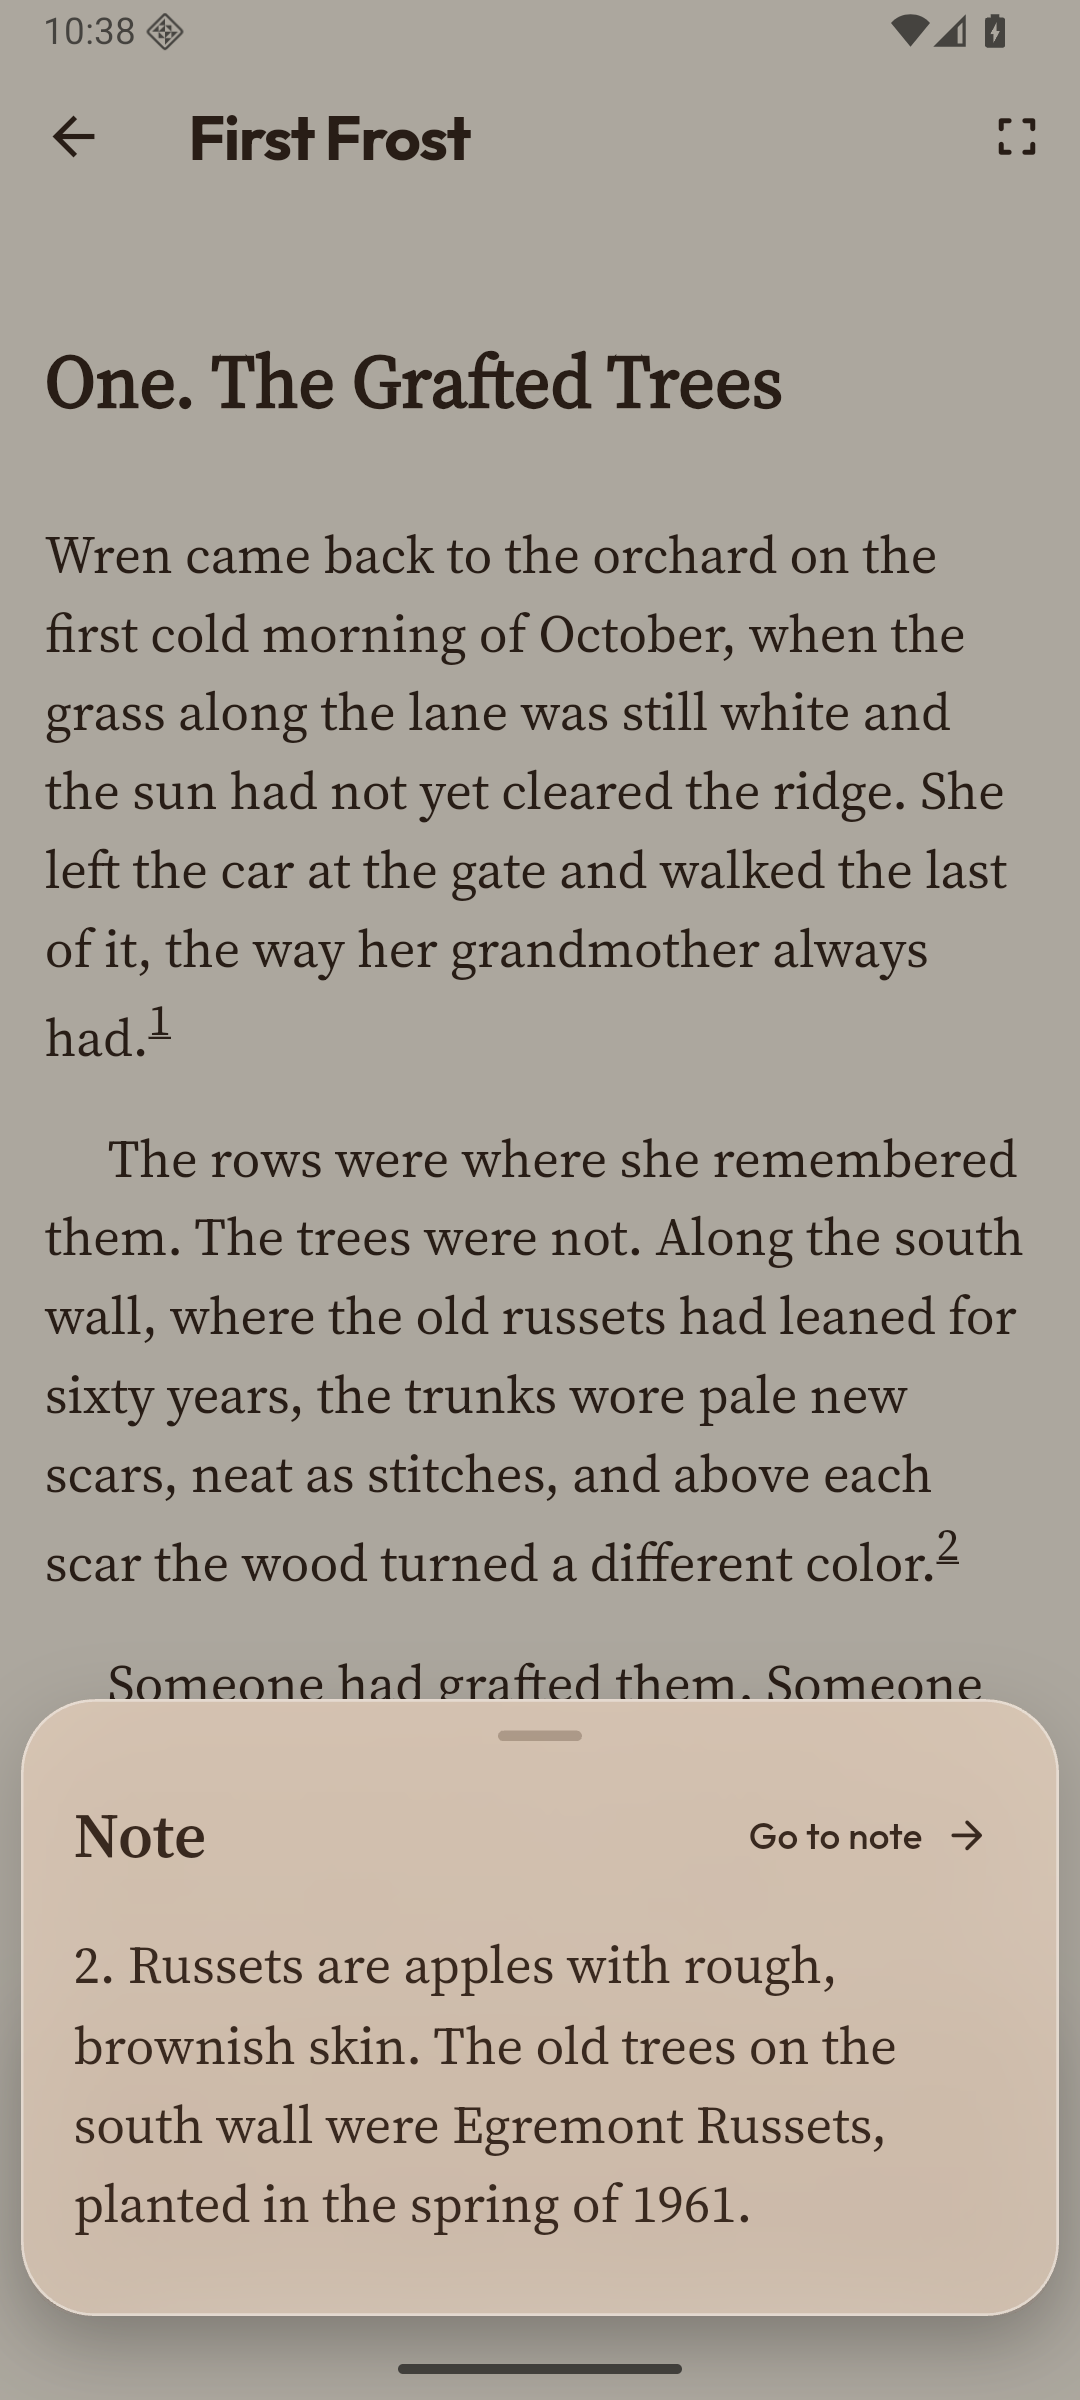 10:38
First Frost
One. The Grafted Trees
Wren came back to the orchard on the
first cold morning of October, when the
grass along the lane was still white and
the sun had not yet cleared the ridge. She
left the car at the gate and walked the last
of it, the way her grandmother always
had.1
The rows were where she remembered
them. The trees were not. Along the south
wall, where the old russets had leaned for
sixty years, the trunks wore pale new
scars, neat as stitches, and above each
scar the wood turned a different color.2
Someone had grafted them. Someone
Note
Go to note
2. Russets are apples with rough,
brownish skin. The old trees on the
south wall were Egremont Russets,
planted in the spring of 1961.